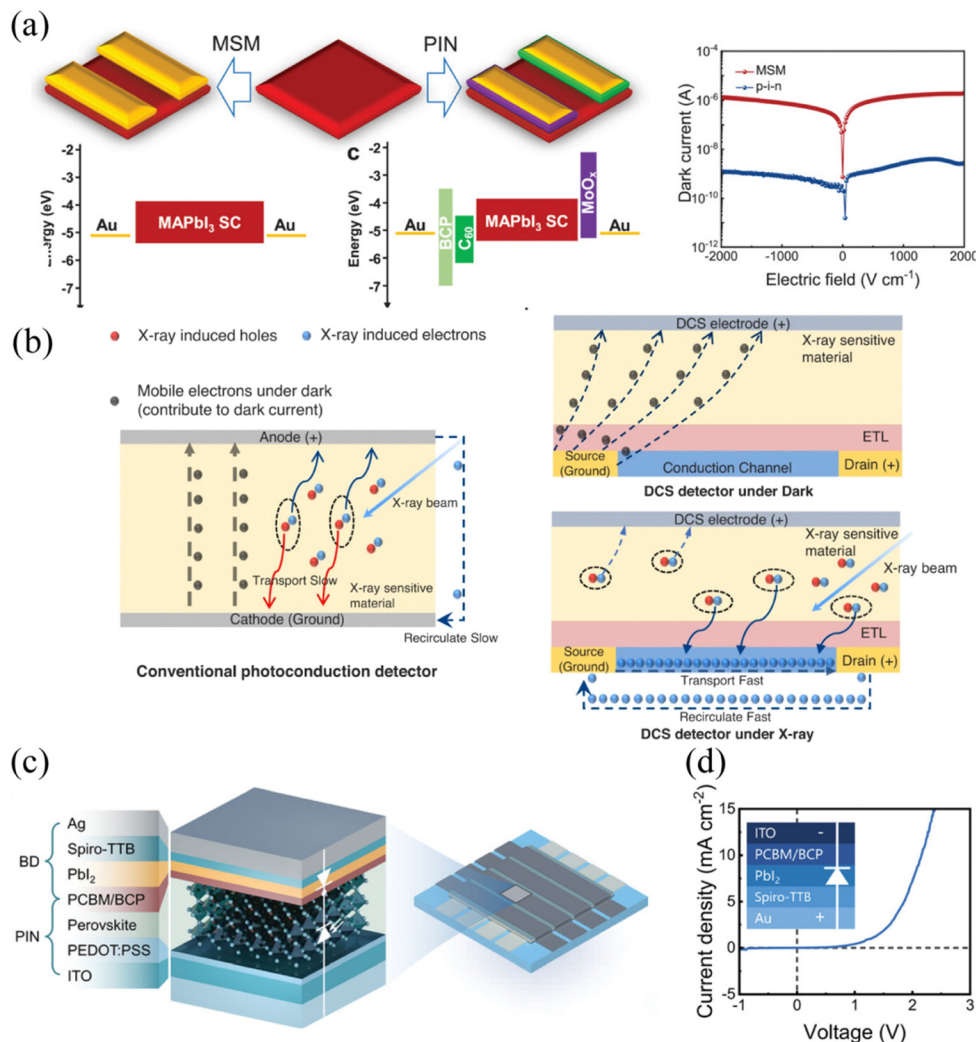 (a)
MSM
PIN
-2
-3
-4
-5
-6
-7
Au
MAPbI₃ SC
Au
c
Energy (eV)
-2
-3
-4
-5
-6
-7
Au
BCP
C₆₀
MAPbI₃ SC
MoOₓ
Au
Dark current (A)
10⁻⁴
10⁻⁶
10⁻⁸
10⁻¹⁰
10⁻¹²
MSM
p-i-n
-2000
-1000
0
1000
2000
Electric field (V cm⁻¹)
(b)
X-ray induced holes
X-ray induced electrons
Mobile electrons under dark
(contribute to dark current)
Anode (+)
X-ray beam
Transport Slow
X-ray sensitive
material
Cathode (Ground)
Recirculate Slow
Conventional photoconduction detector
DCS electrode (+)
X-ray sensitive
material
ETL
Source
(Ground)
Conduction Channel
Drain (+)
DCS detector under Dark
DCS electrode (+)
X-ray sensitive
material
X-ray beam
ETL
Source
(Ground)
Drain (+)
Transport Fast
Recirculate Fast
DCS detector under X-ray
(c)
BD
PIN
Ag
Spiro-TTB
PbI₂
PCBM/BCP
Perovskite
PEDOT:PSS
ITO
(d)
Current density (mA cm⁻²)
15
10
5
0
-5
ITO -
PCBM/BCP
PbI₂
Spiro-TTB
Au +
-1
0
1
2
3
Voltage (V)